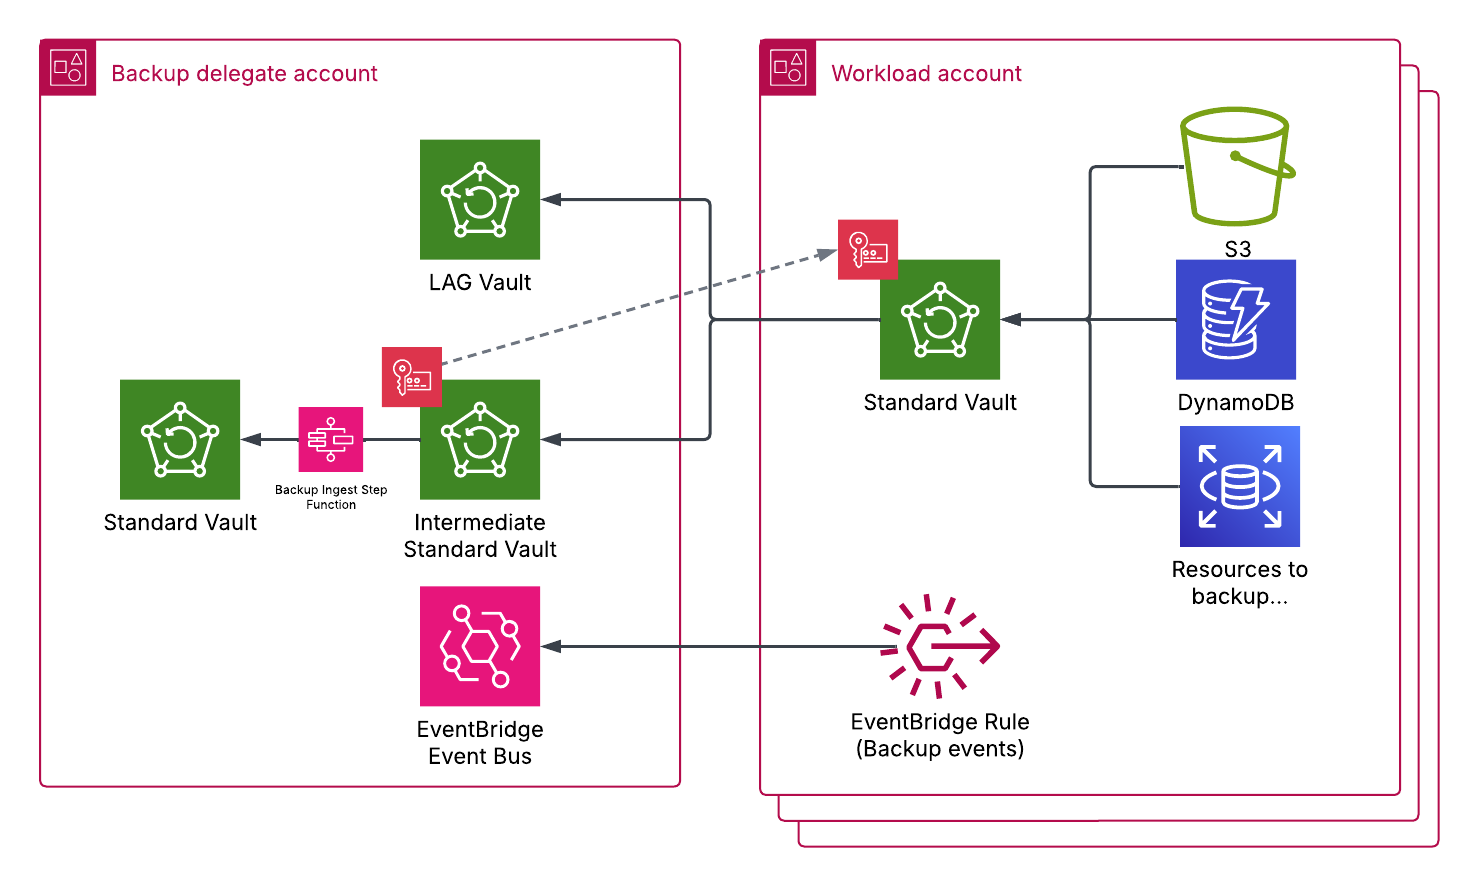 Backup delegate account
LAG Vault
Standard Vault
Backup Ingest Step
Function
Intermediate
Standard Vault
EventBridge
Event Bus
Workload account
S3
Standard Vault
DynamoDB
Resources to
backup...
EventBridge Rule
(Backup events)